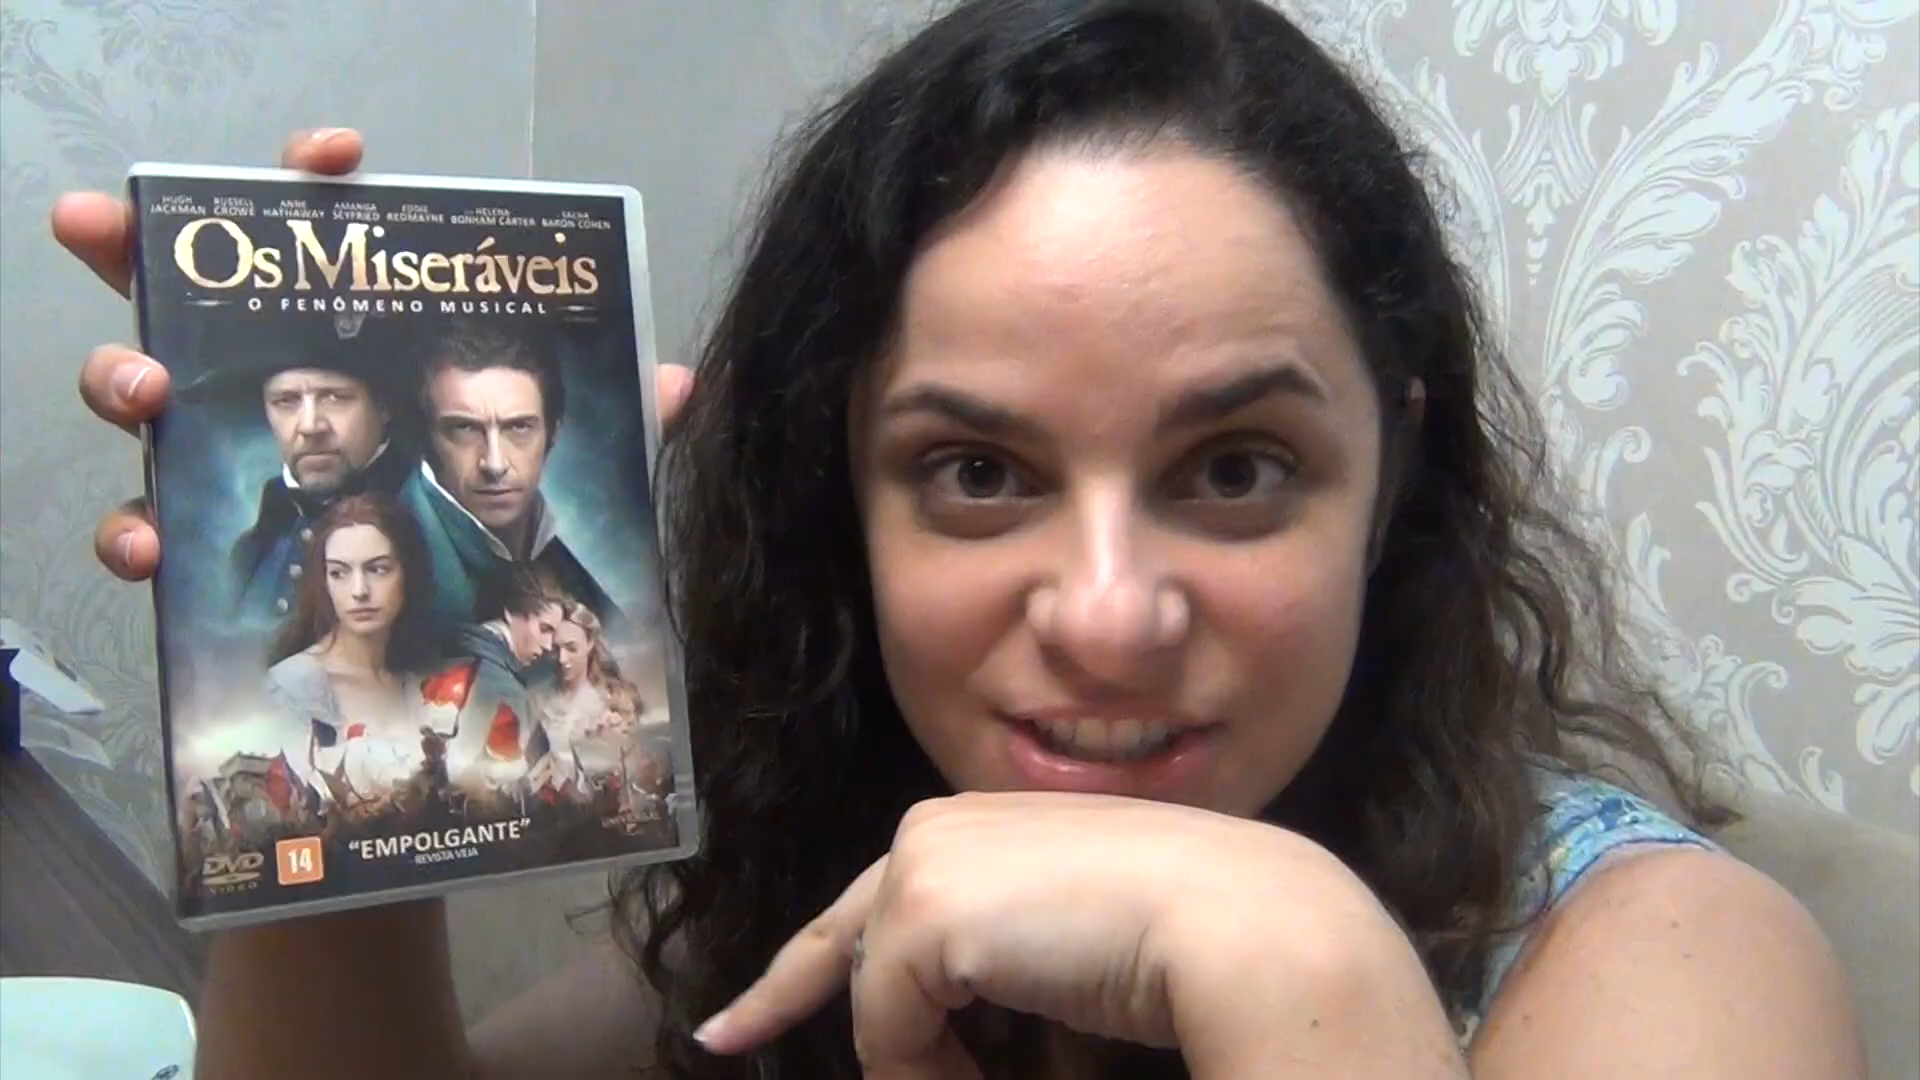 HUGH JACKMAN RUSSELL CROWE ANNE HATHAWAY AMANDA SEYFRIED EDDIE REDMAYNE HELENA BONHAM CARTER SACHA BARON COHEN
Os Miseráveis
O FENÔMENO MUSICAL
"EMPOLGANTE"
REVISTA VEJA
UNIVERSAL
DVD
VIDEO
14